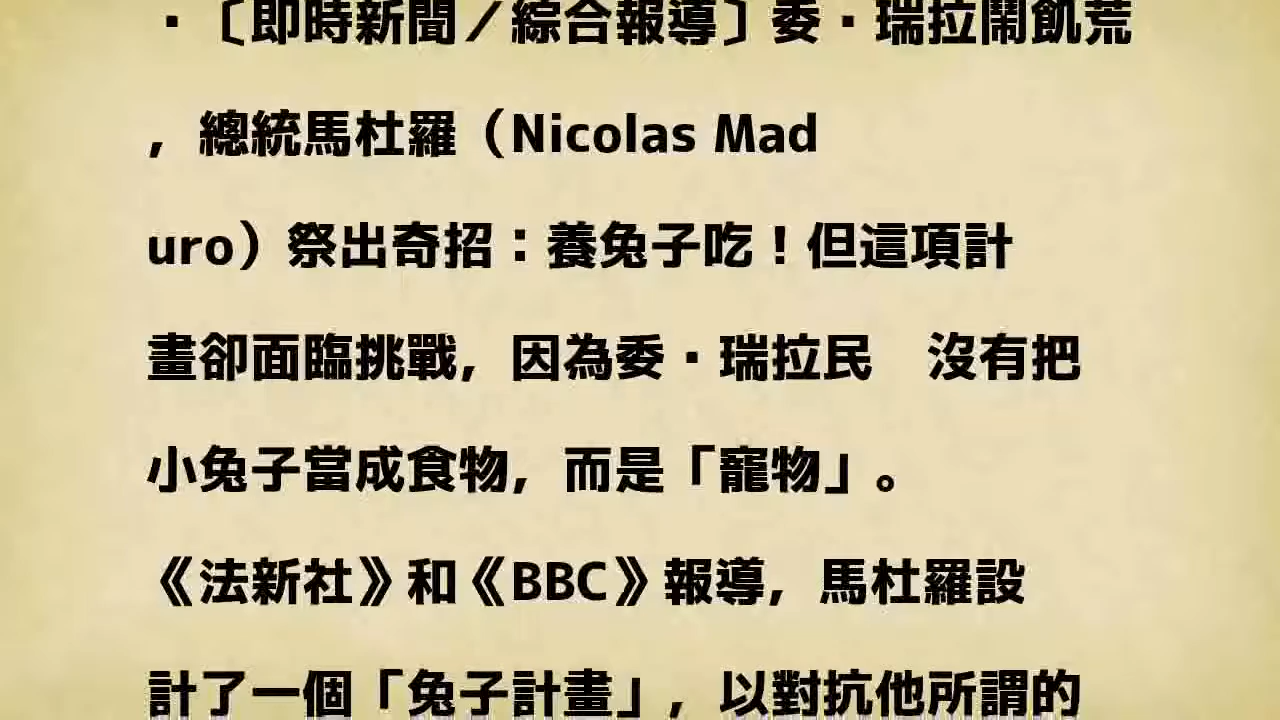 ·〔即時新聞／綜合報導〕委·瑞拉鬧飢荒
，總統馬杜羅（Nicolas Mad
uro）祭出奇招：養兔子吃！但這項計
畫卻面臨挑戰，因為委·瑞拉民　沒有把
小兔子當成食物，而是「寵物」。
《法新社》和《BBC》報導，馬杜羅設
計了一個「兔子計畫」，以對抗他所謂的